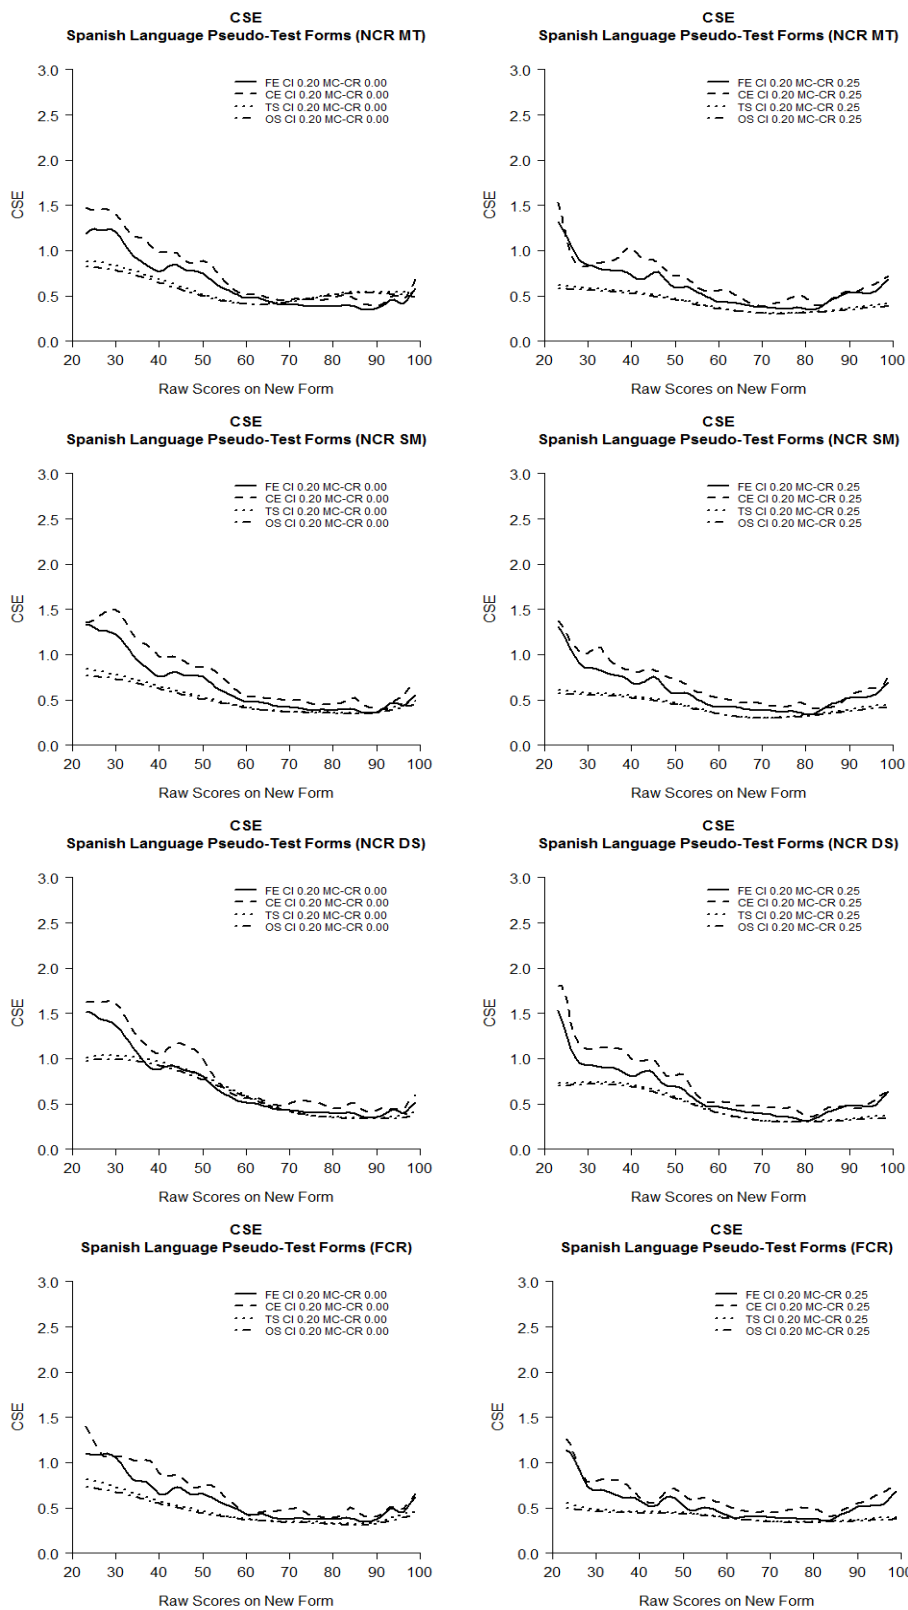 CSE
Spanish Language Pseudo-Test Forms (NCR MT)
3.0
2.5
2.0
1.5
1.0
0.5
0.0
CSE
FE CI 0.20 MC-CR 0.00
CE CI 0.20 MC-CR 0.00
TS CI 0.20 MC-CR 0.00
OS CI 0.20 MC-CR 0.00
20 30 40 50 60 70 80 90 100
Raw Scores on New Form
CSE
Spanish Language Pseudo-Test Forms (NCR MT)
3.0
2.5
2.0
1.5
1.0
0.5
0.0
CSE
FE CI 0.20 MC-CR 0.25
CE CI 0.20 MC-CR 0.25
TS CI 0.20 MC-CR 0.25
OS CI 0.20 MC-CR 0.25
20 30 40 50 60 70 80 90 100
Raw Scores on New Form
CSE
Spanish Language Pseudo-Test Forms (NCR SM)
3.0
2.5
2.0
1.5
1.0
0.5
0.0
CSE
FE CI 0.20 MC-CR 0.00
CE CI 0.20 MC-CR 0.00
TS CI 0.20 MC-CR 0.00
OS CI 0.20 MC-CR 0.00
20 30 40 50 60 70 80 90 100
Raw Scores on New Form
CSE
Spanish Language Pseudo-Test Forms (NCR SM)
3.0
2.5
2.0
1.5
1.0
0.5
0.0
CSE
FE CI 0.20 MC-CR 0.25
CE CI 0.20 MC-CR 0.25
TS CI 0.20 MC-CR 0.25
OS CI 0.20 MC-CR 0.25
20 30 40 50 60 70 80 90 100
Raw Scores on New Form
CSE
Spanish Language Pseudo-Test Forms (NCR DS)
3.0
2.5
2.0
1.5
1.0
0.5
0.0
CSE
FE CI 0.20 MC-CR 0.00
CE CI 0.20 MC-CR 0.00
TS CI 0.20 MC-CR 0.00
OS CI 0.20 MC-CR 0.00
20 30 40 50 60 70 80 90 100
Raw Scores on New Form
CSE
Spanish Language Pseudo-Test Forms (NCR DS)
3.0
2.5
2.0
1.5
1.0
0.5
0.0
CSE
FE CI 0.20 MC-CR 0.25
CE CI 0.20 MC-CR 0.25
TS CI 0.20 MC-CR 0.25
OS CI 0.20 MC-CR 0.25
20 30 40 50 60 70 80 90 100
Raw Scores on New Form
CSE
Spanish Language Pseudo-Test Forms (FCR)
3.0
2.5
2.0
1.5
1.0
0.5
0.0
CSE
FE CI 0.20 MC-CR 0.00
CE CI 0.20 MC-CR 0.00
TS CI 0.20 MC-CR 0.00
OS CI 0.20 MC-CR 0.00
20 30 40 50 60 70 80 90 100
Raw Scores on New Form
CSE
Spanish Language Pseudo-Test Forms (FCR)
3.0
2.5
2.0
1.5
1.0
0.5
0.0
CSE
FE CI 0.20 MC-CR 0.25
CE CI 0.20 MC-CR 0.25
TS CI 0.20 MC-CR 0.25
OS CI 0.20 MC-CR 0.25
20 30 40 50 60 70 80 90 100
Raw Scores on New Form